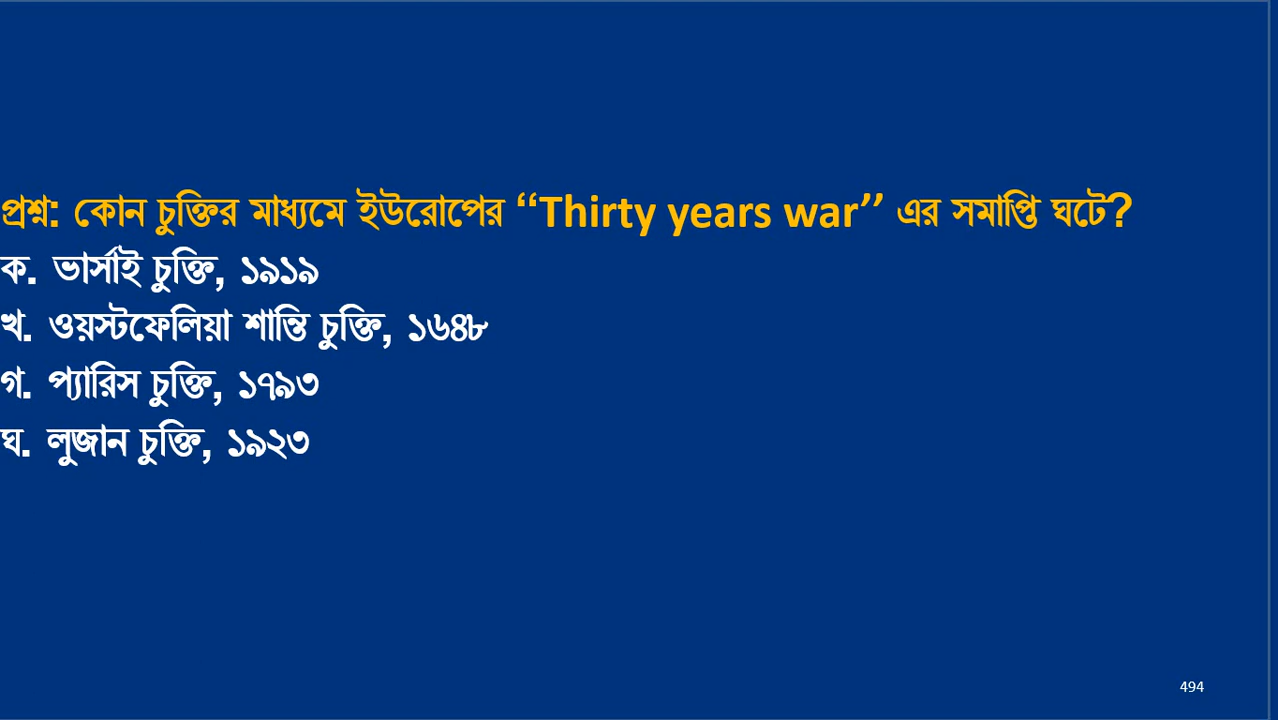 প্রশ্ন: কোন চুক্তির মাধ্যমে ইউরোপের “Thirty years war’’ এর সমাপ্তি ঘটে?
ক. ভার্সাই চুক্তি, ১৯১৯
খ. ওয়স্টফেলিয়া শান্তি চুক্তি, ১৬৪৮
গ. প্যারিস চুক্তি, ১৭৯৩
ঘ. লুজান চুক্তি, ১৯২৩
494